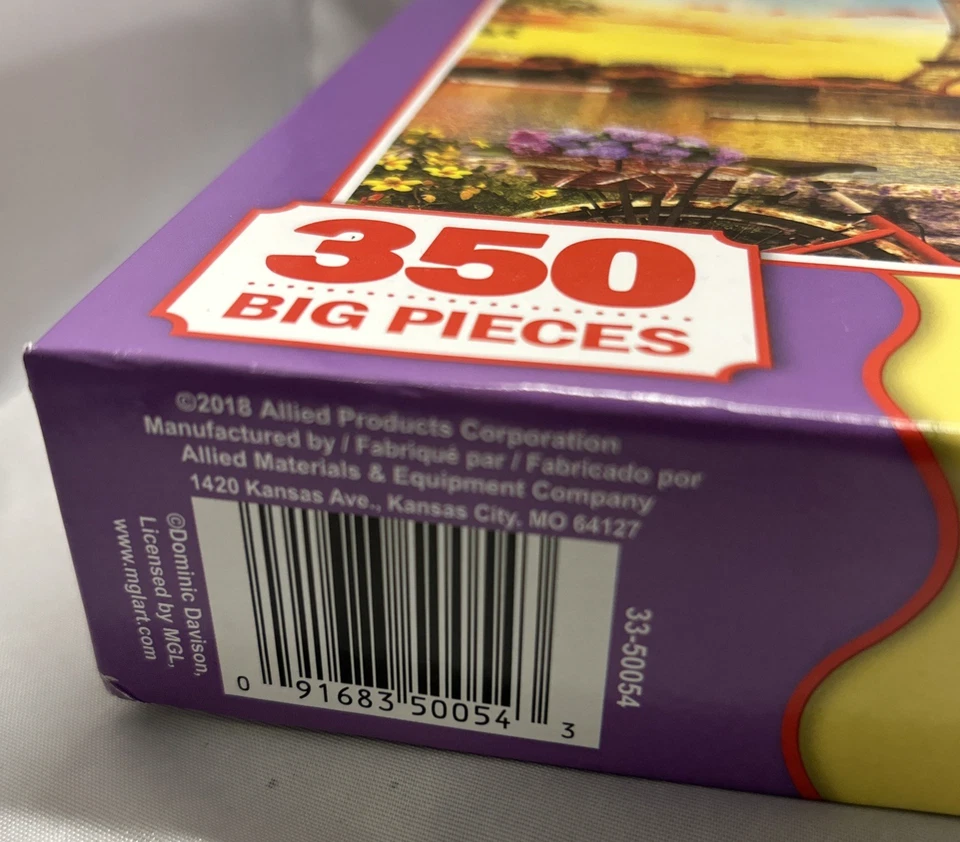 350
BIG PIECES
©2018 Allied Products Corporation
Manufactured by / Fabriqué par / Fabricado por
Allied Materials & Equipment Company
1420 Kansas Ave., Kansas City, MO 64127
©Dominic Davison,
Licensed by MGL,
www.mglart.com
33-50054
0 91683 50054 3